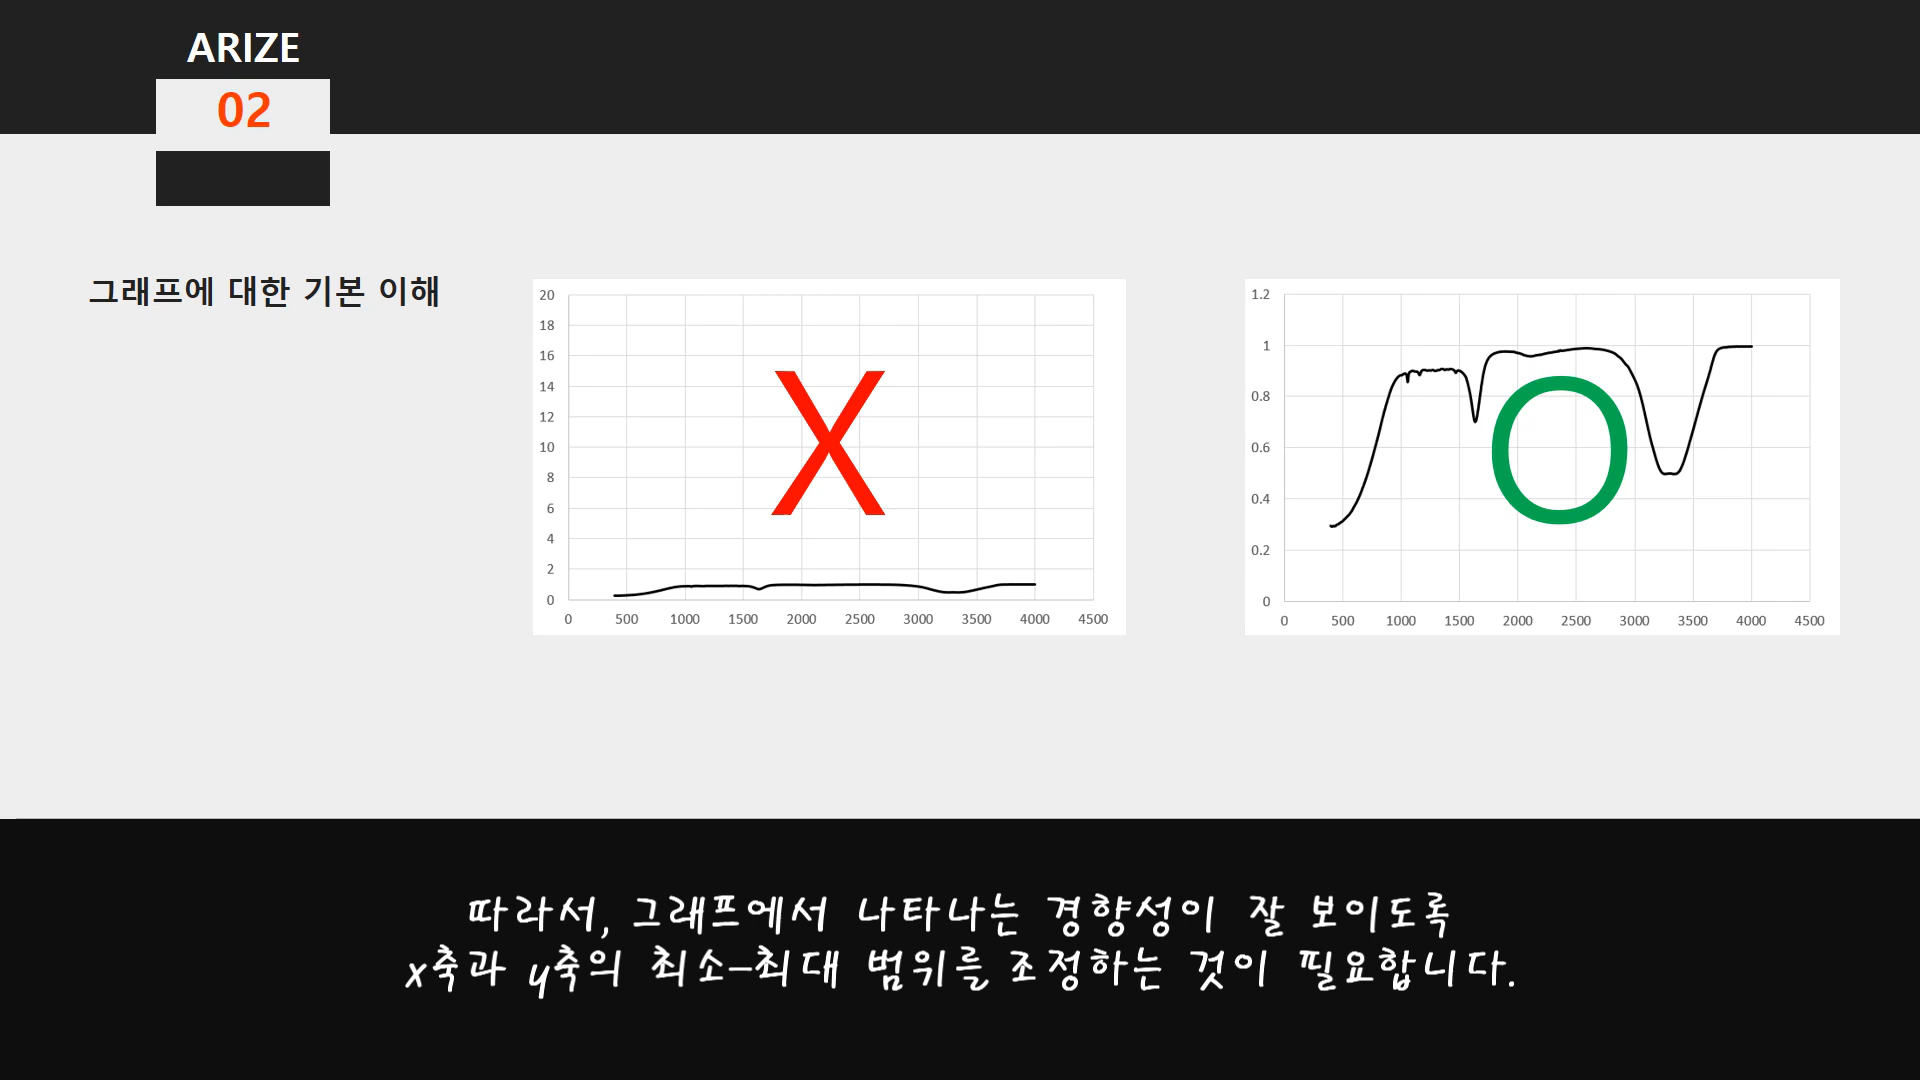 ARIZE
02
그래프에 대한 기본 이해
20
18
16
14
12
10
8
6
4
2
0
0 500 1000 1500 2000 2500 3000 3500 4000 4500
X
1.2
1
0.8
0.6
0.4
0.2
0
0 500 1000 1500 2000 2500 3000 3500 4000 4500
O
따라서, 그래프에서 나타나는 경향성이 잘 보이도록
x축과 y축의 최소-최대 범위를 조정하는 것이 필요합니다.